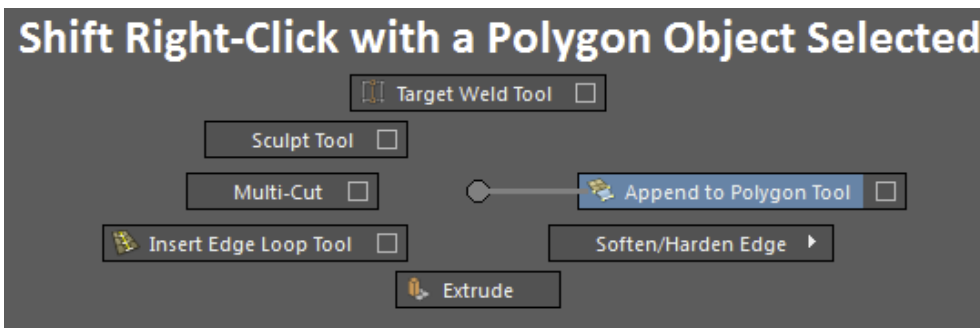 Shift Right-Click with a Polygon Object Selected
Target Weld Tool
Sculpt Tool
Multi-Cut
Append to Polygon Tool
Insert Edge Loop Tool
Soften/Harden Edge
Extrude